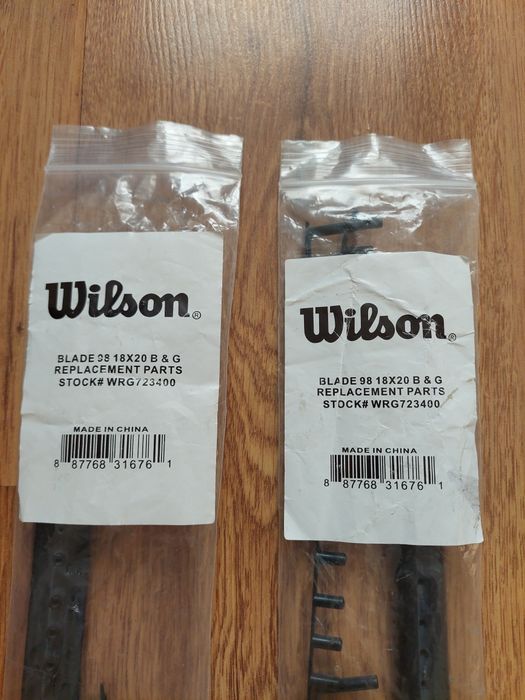 Wilson®
BLADE 98 18X20 B & G
REPLACEMENT PARTS
STOCK# WRG723400
MADE IN CHINA
8 87768 31676 1
Wilson®
BLADE 98 18X20 B & G
REPLACEMENT PARTS
STOCK# WRG723400
MADE IN CHINA
8 87768 31676 1